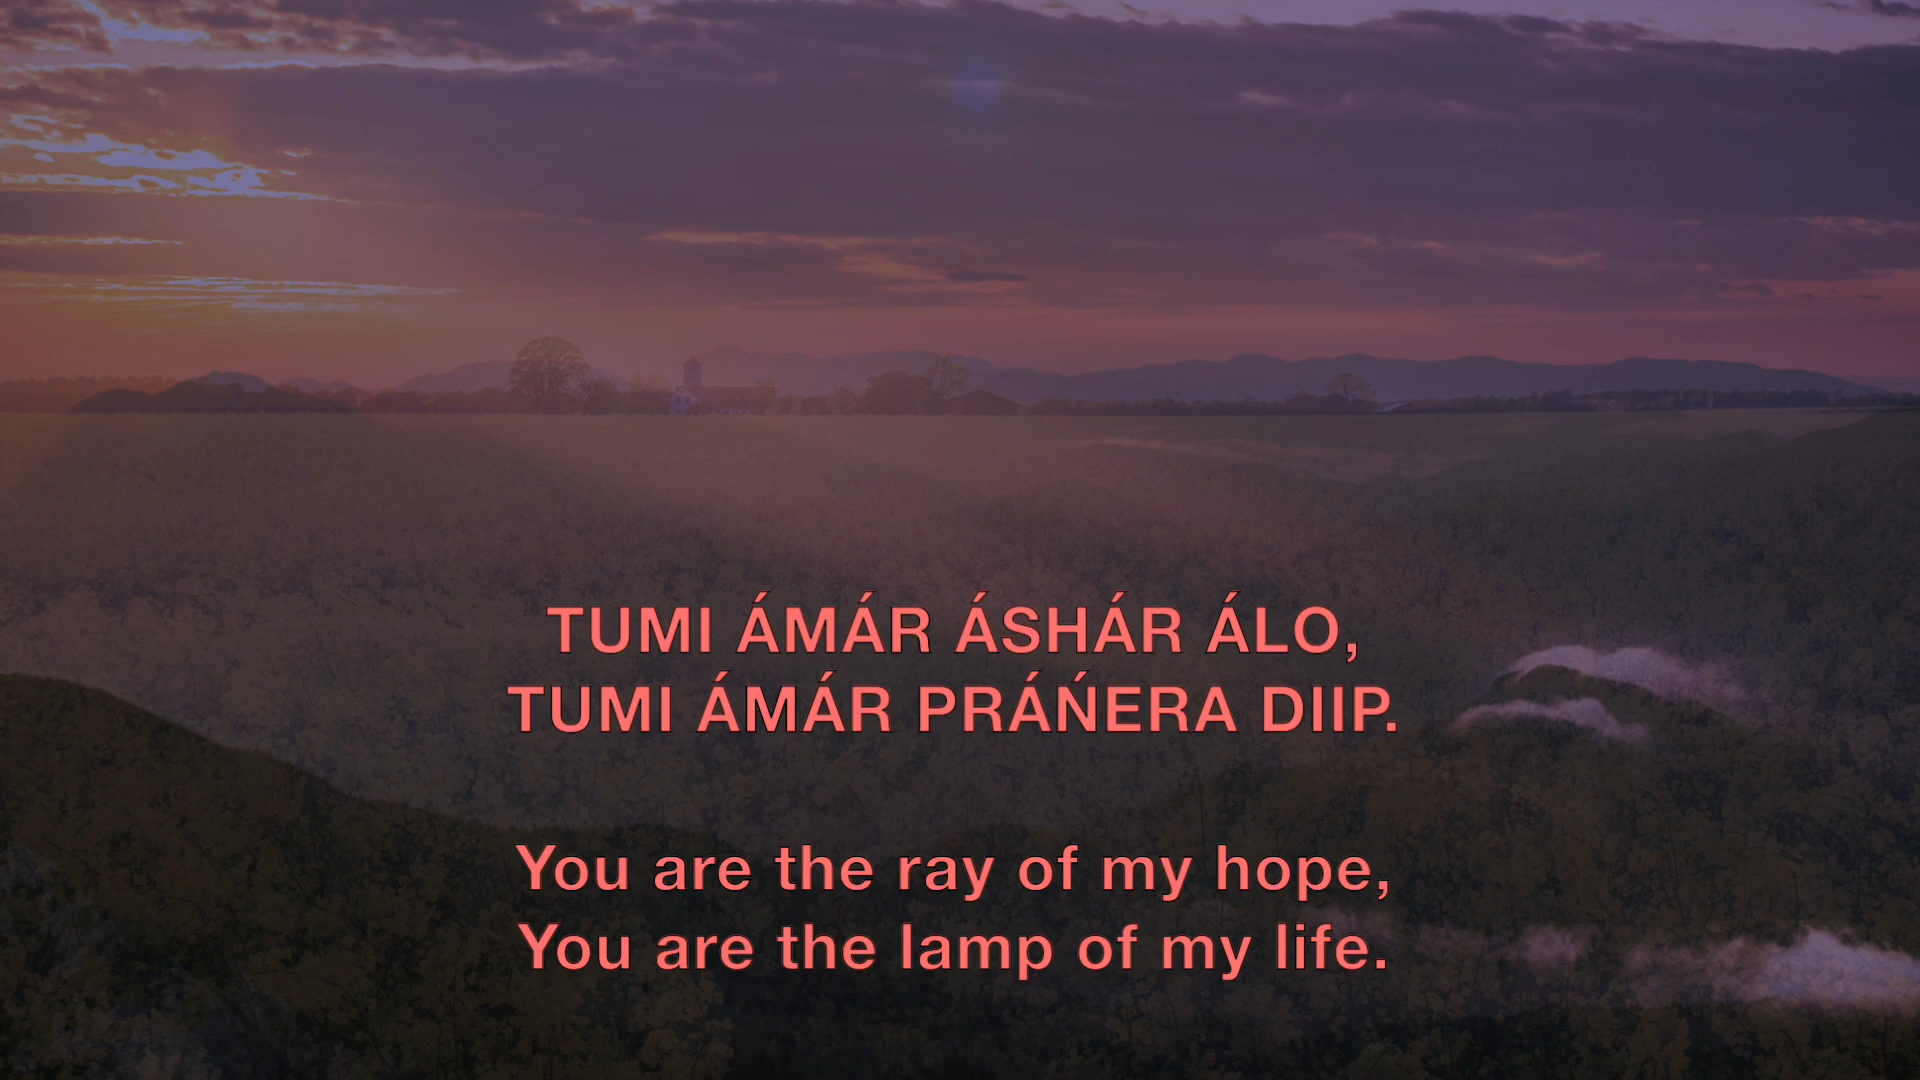 TUMI ÁMÁR ÁSHÁR ÁLO,
TUMI ÁMÁR PRÁŃERA DIIP.
You are the ray of my hope,
You are the lamp of my life.